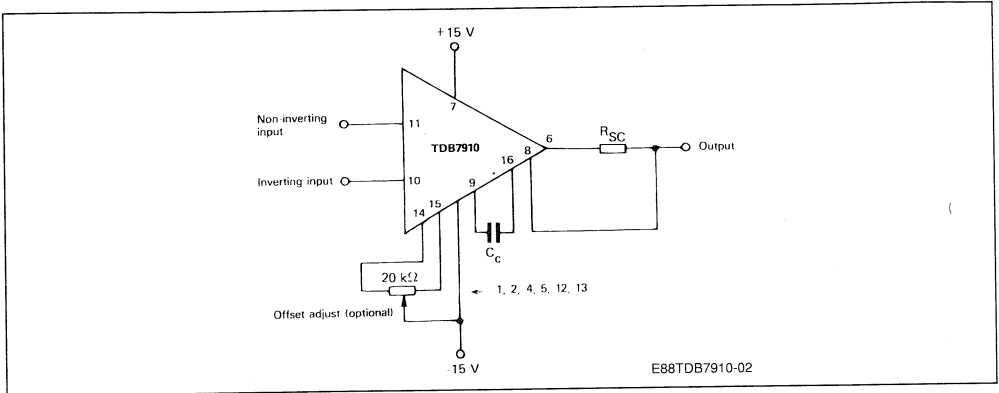 +15 V
7
Non-inverting
input
11
TDB7910
6
RSC
8
Output
16
Inverting input
10
9
15
14
Cc
20 kΩ
1, 2, 4, 5, 12, 13
Offset adjust (optional)
-15 V
E88TDB7910-02